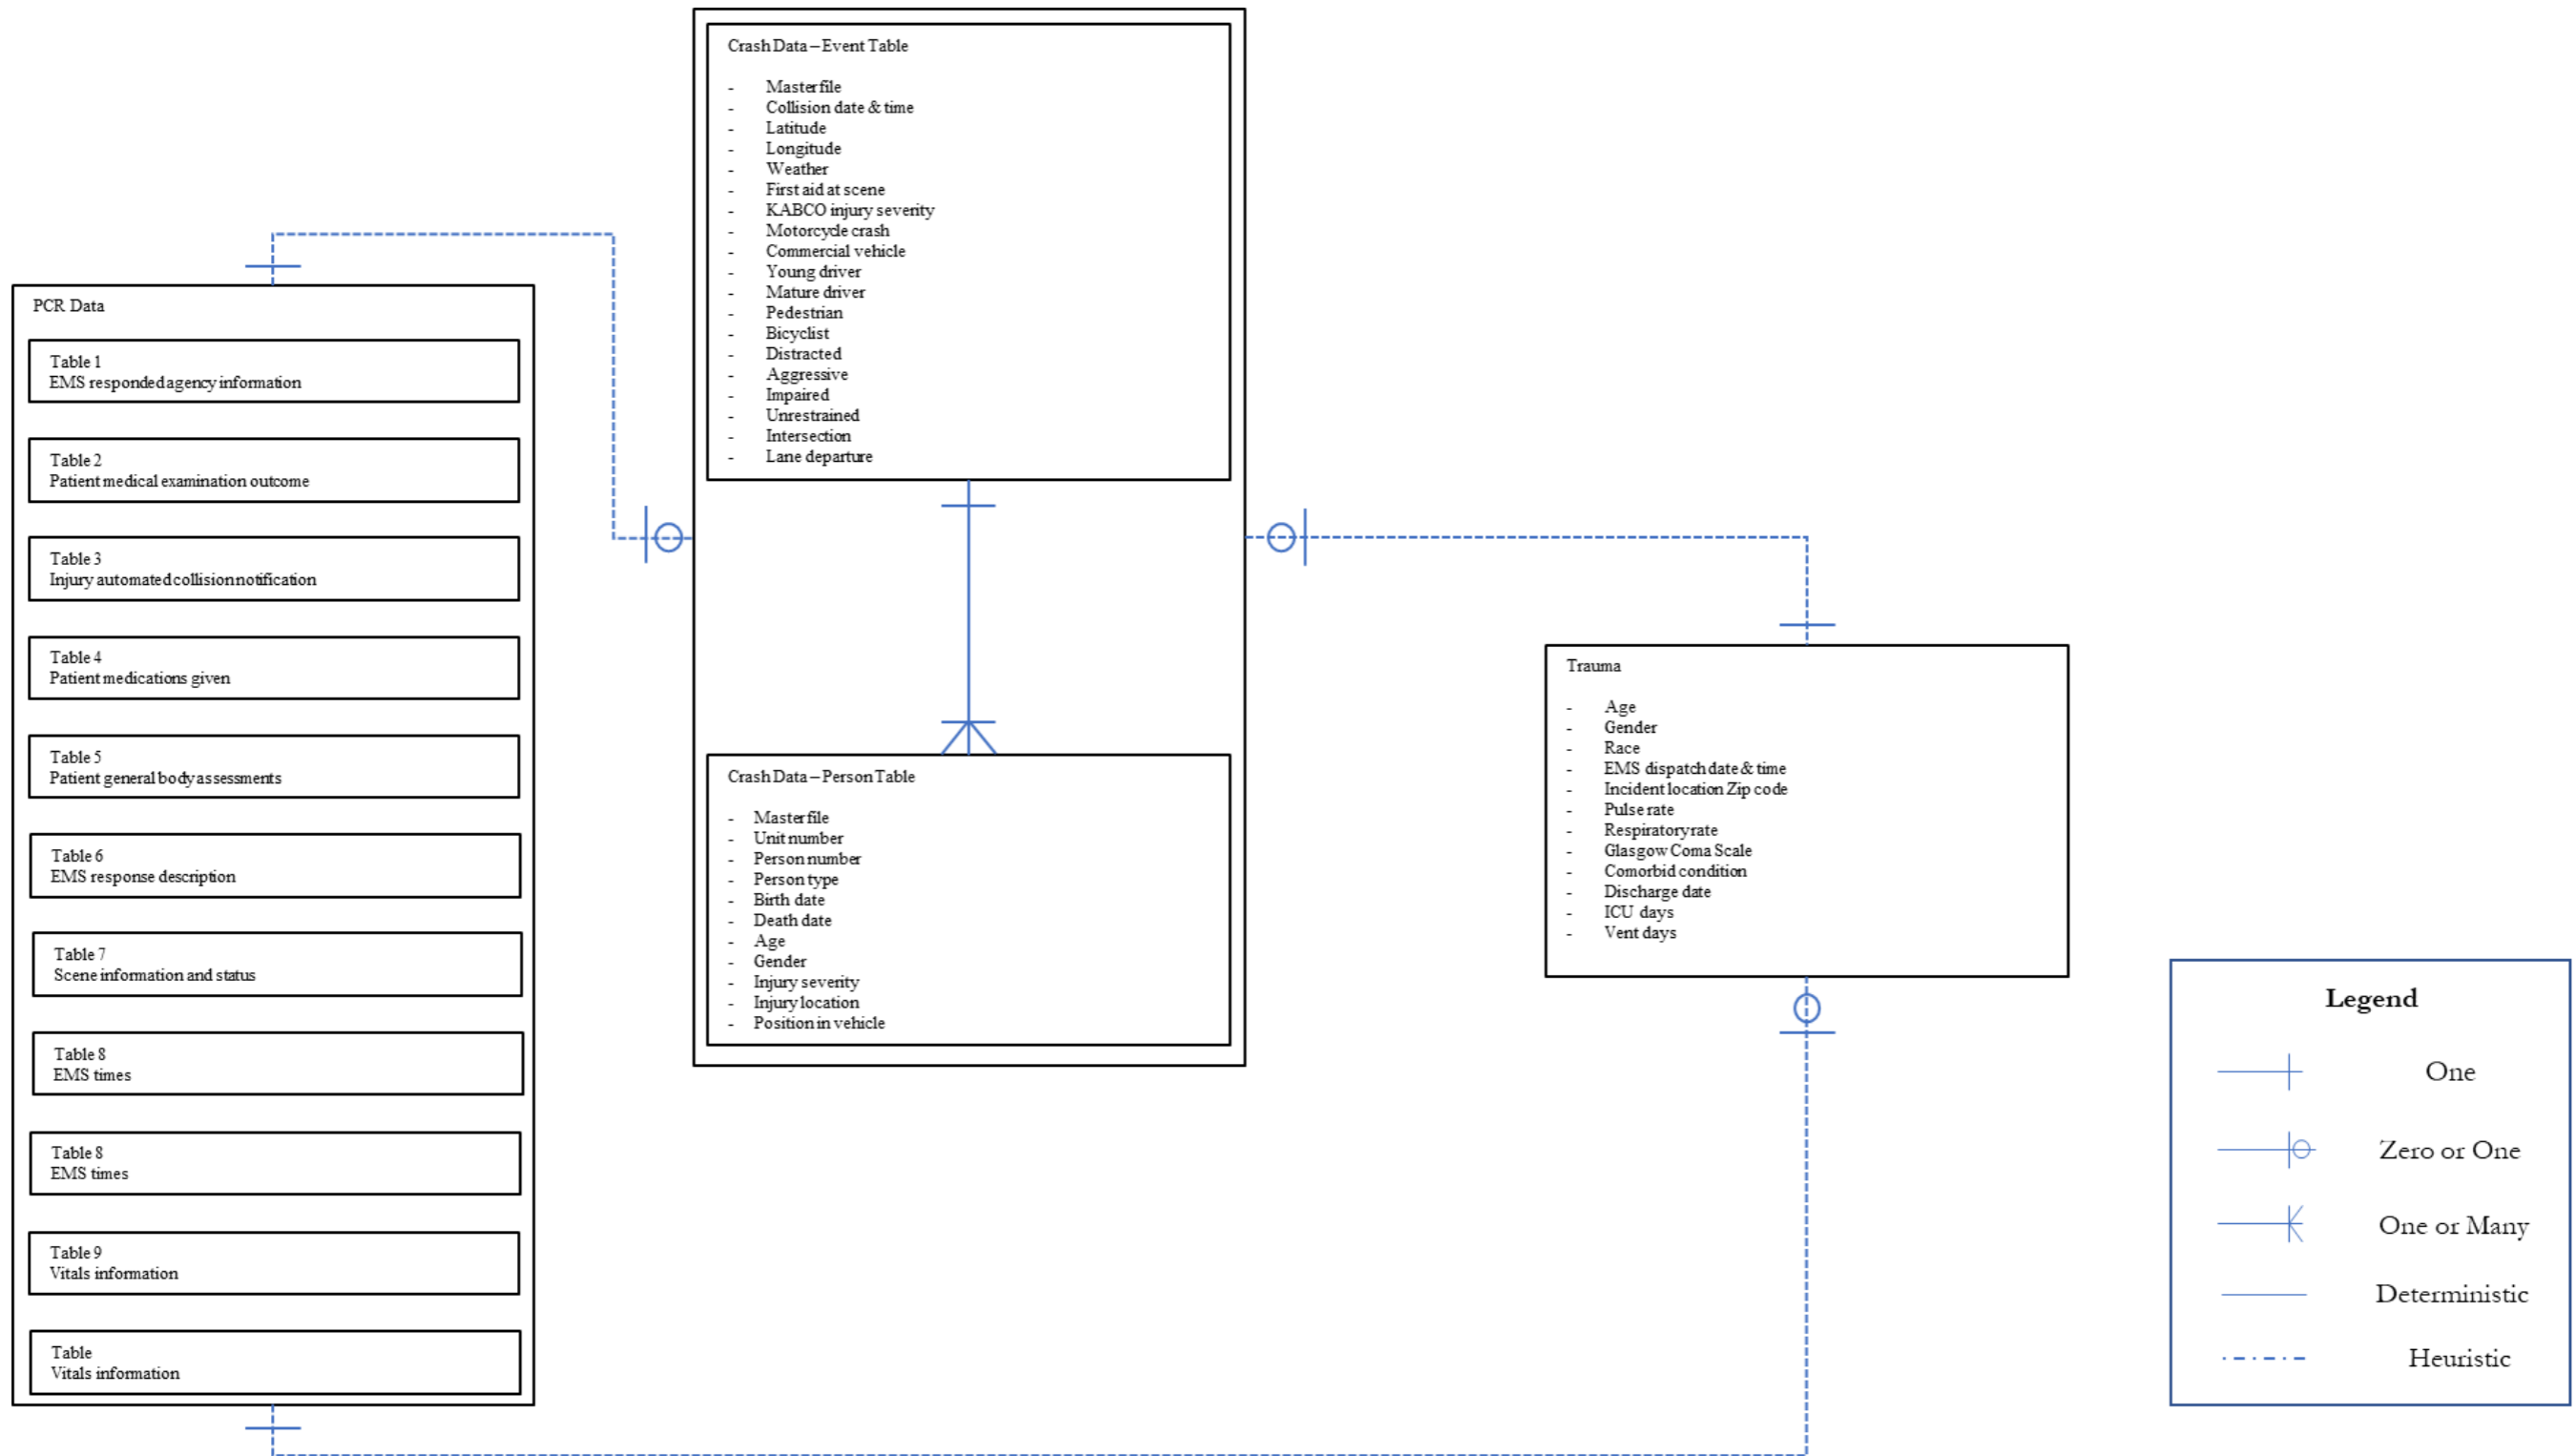 Crash Data – Event Table
- Masterfile
- Collision date & time
- Latitude
- Longitude
- Weather
- First aid at scene
- KABCO injury severity
- Motorcycle crash
- Commercial vehicle
- Young driver
- Mature driver
- Pedestrian
- Bicyclist
- Distracted
- Aggressive
- Impaired
- Unrestrained
- Intersection
- Lane departure
PCR Data
Table 1
EMS responded agency information
Table 2
Patient medical examination outcome
Table 3
Injury automated collision notification
Table 4
Patient medications given
Table 5
Patient general body assessments
Table 6
EMS response description
Table 7
Scene information and status
Table 8
EMS times
Table 8
EMS times
Table 9
Vitals information
Table
Vitals information
Crash Data – Person Table
- Masterfile
- Unit number
- Person number
- Person type
- Birth date
- Death date
- Age
- Gender
- Injury severity
- Injury location
- Position in vehicle
Trauma
- Age
- Gender
- Race
- EMS dispatch date & time
- Incident location Zip code
- Pulse rate
- Respiratory rate
- Glasgow Coma Scale
- Comorbid condition
- Discharge date
- ICU days
- Vent days
Legend
One
Zero or One
One or Many
Deterministic
Heuristic